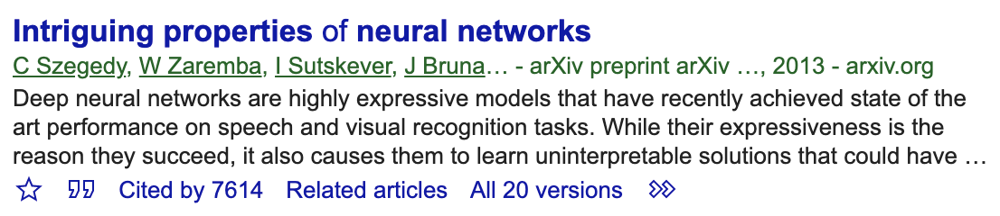 Intriguing properties of neural networks
C Szegedy, W Zaremba, I Sutskever, J Bruna… - arXiv preprint arXiv …, 2013 - arxiv.org
Deep neural networks are highly expressive models that have recently achieved state of the
art performance on speech and visual recognition tasks. While their expressiveness is the
reason they succeed, it also causes them to learn uninterpretable solutions that could have …
Cited by 7614 Related articles All 20 versions